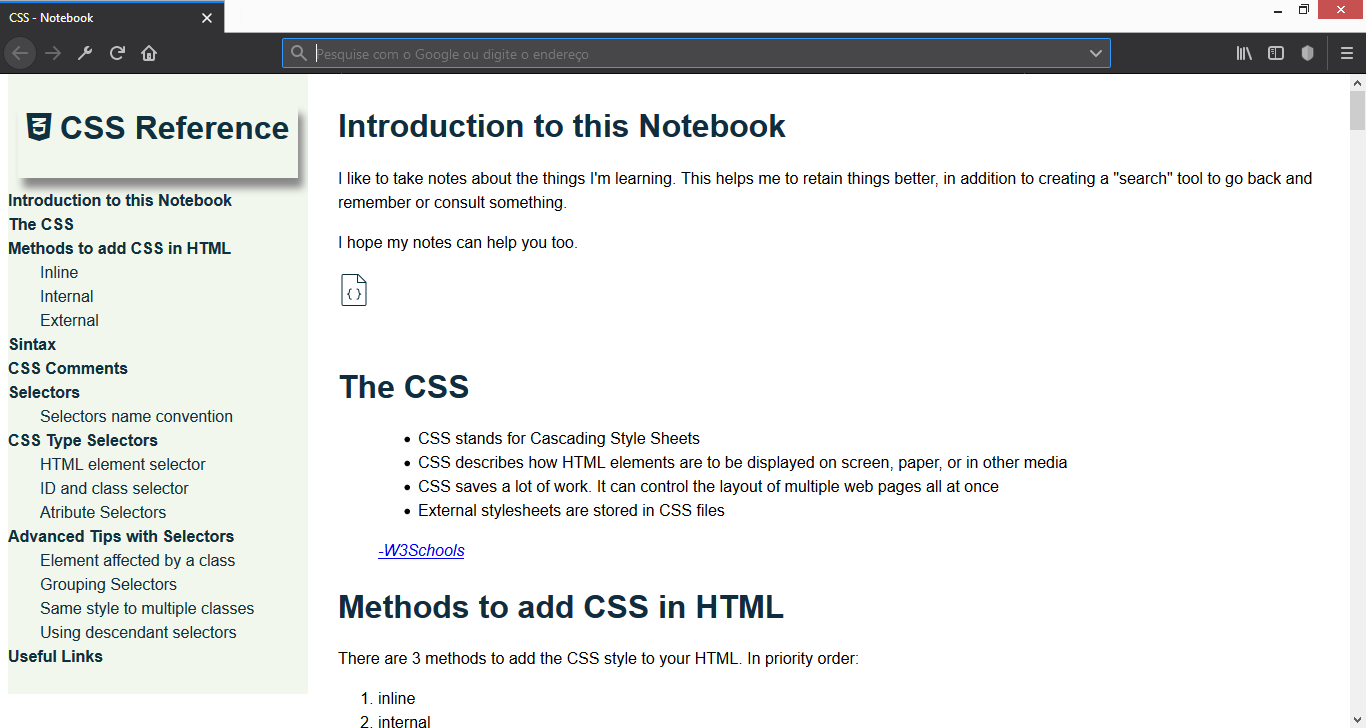 CSS - Notebook
Pesquise com o Google ou digite o endereço
CSS Reference
Introduction to this Notebook
The CSS
Methods to add CSS in HTML
Inline
Internal
External
Sintax
CSS Comments
Selectors
Selectors name convention
CSS Type Selectors
HTML element selector
ID and class selector
Atribute Selectors
Advanced Tips with Selectors
Element affected by a class
Grouping Selectors
Same style to multiple classes
Using descendant selectors
Useful Links
Introduction to this Notebook
I like to take notes about the things I'm learning. This helps me to retain things better, in addition to creating a "search" tool to go back and
remember or consult something.
I hope my notes can help you too.
{ }
The CSS
• CSS stands for Cascading Style Sheets
• CSS describes how HTML elements are to be displayed on screen, paper, or in other media
• CSS saves a lot of work. It can control the layout of multiple web pages all at once
• External stylesheets are stored in CSS files
-W3Schools
Methods to add CSS in HTML
There are 3 methods to add the CSS style to your HTML. In priority order:
1. inline
2. internal